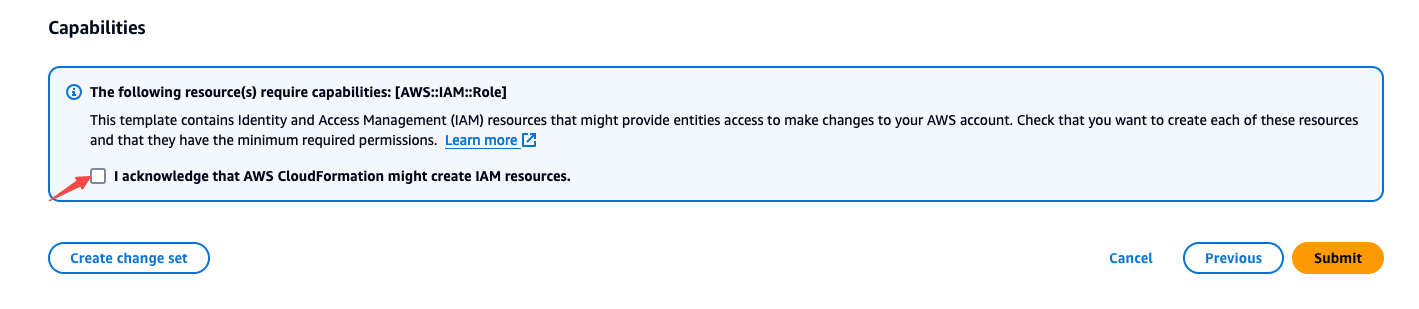 Capabilities
The following resource(s) require capabilities: [AWS::IAM::Role]
This template contains Identity and Access Management (IAM) resources that might provide entities access to make changes to your AWS account. Check that you want to create each of these resources
and that they have the minimum required permissions. Learn more
I acknowledge that AWS CloudFormation might create IAM resources.
Create change set Cancel Previous Submit